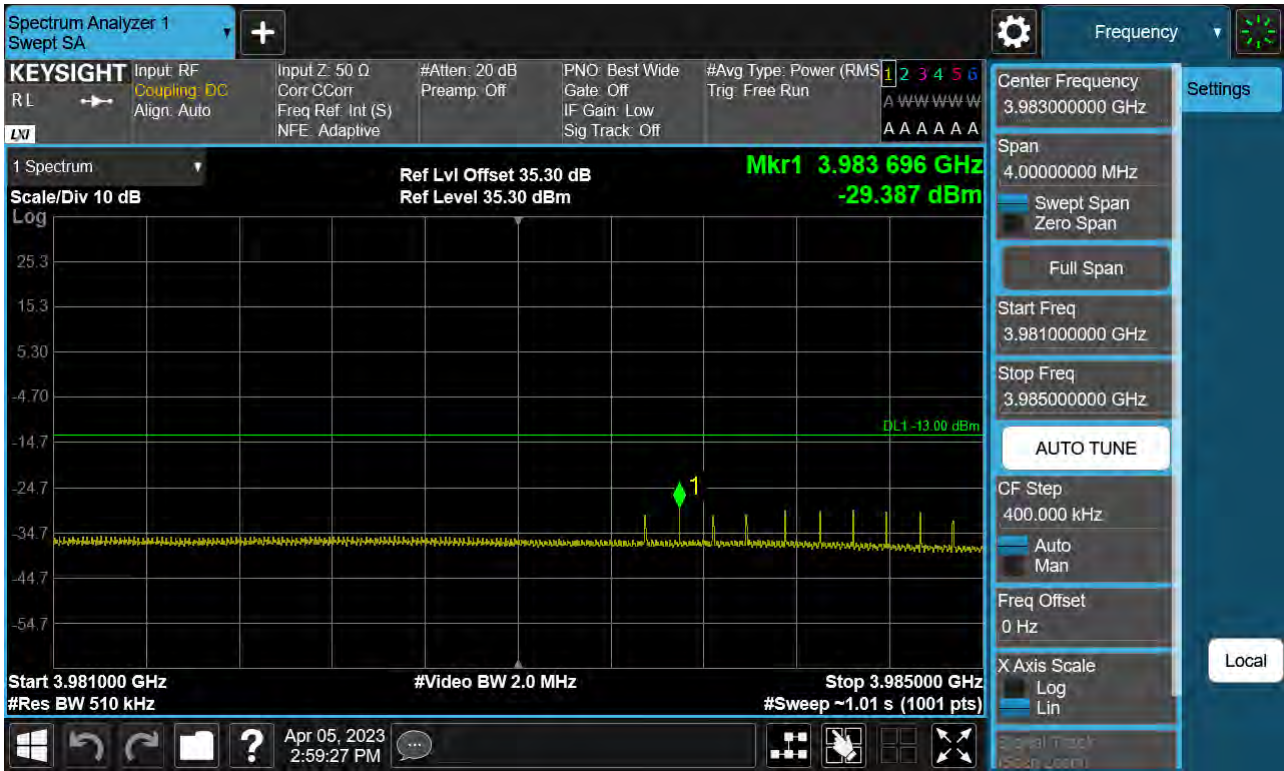 Spectrum Analyzer 1
Swept SA
+
Frequency
KEYSIGHT
RL
LXI
Input: RF
Coupling: DC
Align: Auto
Input Z: 50 Ω
Corr CCorr
Freq Ref: Int (S)
NFE: Adaptive
#Atten: 20 dB
Preamp: Off
PNO: Best Wide
Gate: Off
IF Gain: Low
Sig Track: Off
#Avg Type: Power (RMS
Trig: Free Run
1 2 3 4 5 6
A W W W W W
A A A A A A
1 Spectrum
Scale/Div 10 dB
Log
Ref Lvl Offset 35.30 dB
Ref Level 35.30 dBm
Mkr1 3.983 696 GHz
-29.387 dBm
25.3
15.3
5.30
-4.70
-14.7
-24.7
-34.7
-44.7
-54.7
DL1 -13.00 dBm
1
Start 3.981000 GHz
#Res BW 510 kHz
#Video BW 2.0 MHz
Stop 3.985000 GHz
#Sweep ~1.01 s (1001 pts)
Center Frequency
3.983000000 GHz
Settings
Span
4.00000000 MHz
Swept Span
Zero Span
Full Span
Start Freq
3.981000000 GHz
Stop Freq
3.985000000 GHz
AUTO TUNE
CF Step
400.000 kHz
Auto
Man
Freq Offset
0 Hz
X Axis Scale
Log
Lin
Local
Signal Track
(Span Zoom)
?
Apr 05, 2023
2:59:27 PM